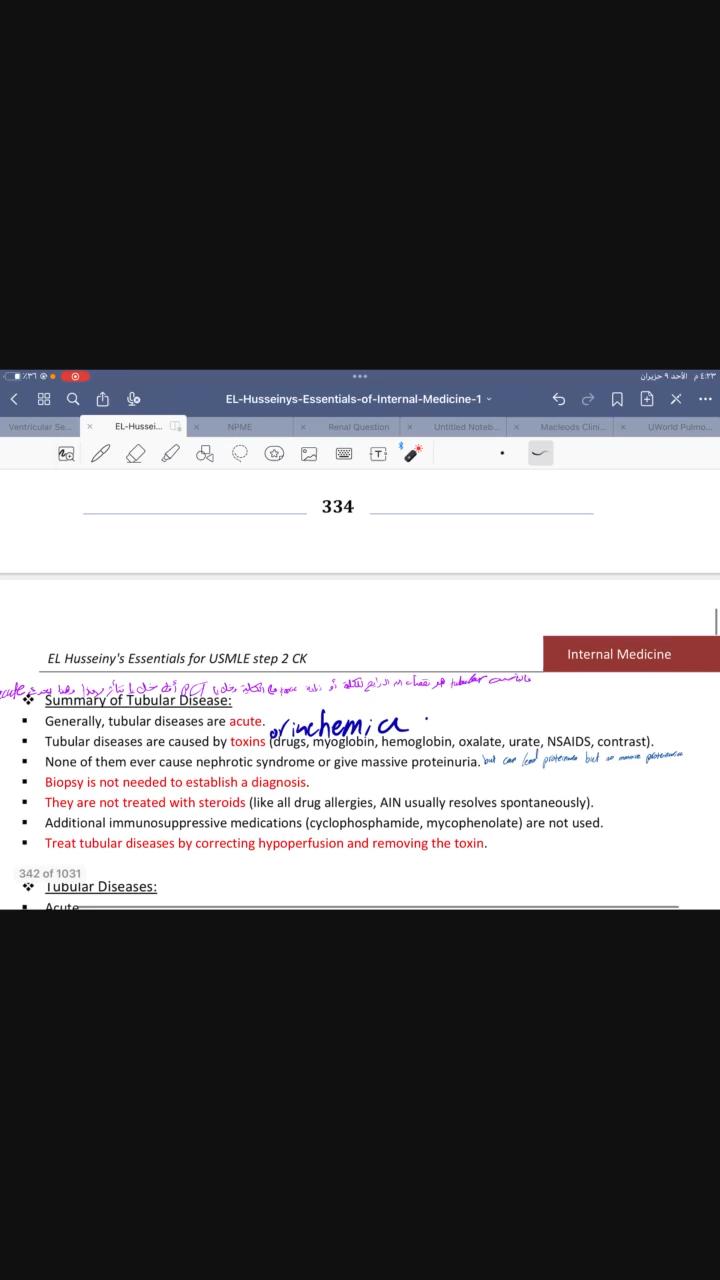 ٤:٢٣ م الأحد ٩ حزيران
٪٣٦
EL-Husseinys-Essentials-of-Internal-Medicine-1
Ventricular Se... × EL-Hussei... × NPME × Renal Question × Untitled Noteb... × Macleods Clini... × UWorld Pulmo...
334
EL Husseiny's Essentials for USMLE step 2 CK
Internal Medicine
❖ Summary of Tubular Disease:
▪ Generally, tubular diseases are acute.
or inchemica
▪ Tubular diseases are caused by toxins (drugs, myoglobin, hemoglobin, oxalate, urate, NSAIDS, contrast).
▪ None of them ever cause nephrotic syndrome or give massive proteinuria. but can lead proteinuria but no massive proteinuria
▪ Biopsy is not needed to establish a diagnosis.
▪ They are not treated with steroids (like all drug allergies, AIN usually resolves spontaneously).
▪ Additional immunosuppressive medications (cyclophosphamide, mycophenolate) are not used.
▪ Treat tubular diseases by correcting hypoperfusion and removing the toxin.
342 of 1031
❖ Tubular Diseases:
▪ Acute